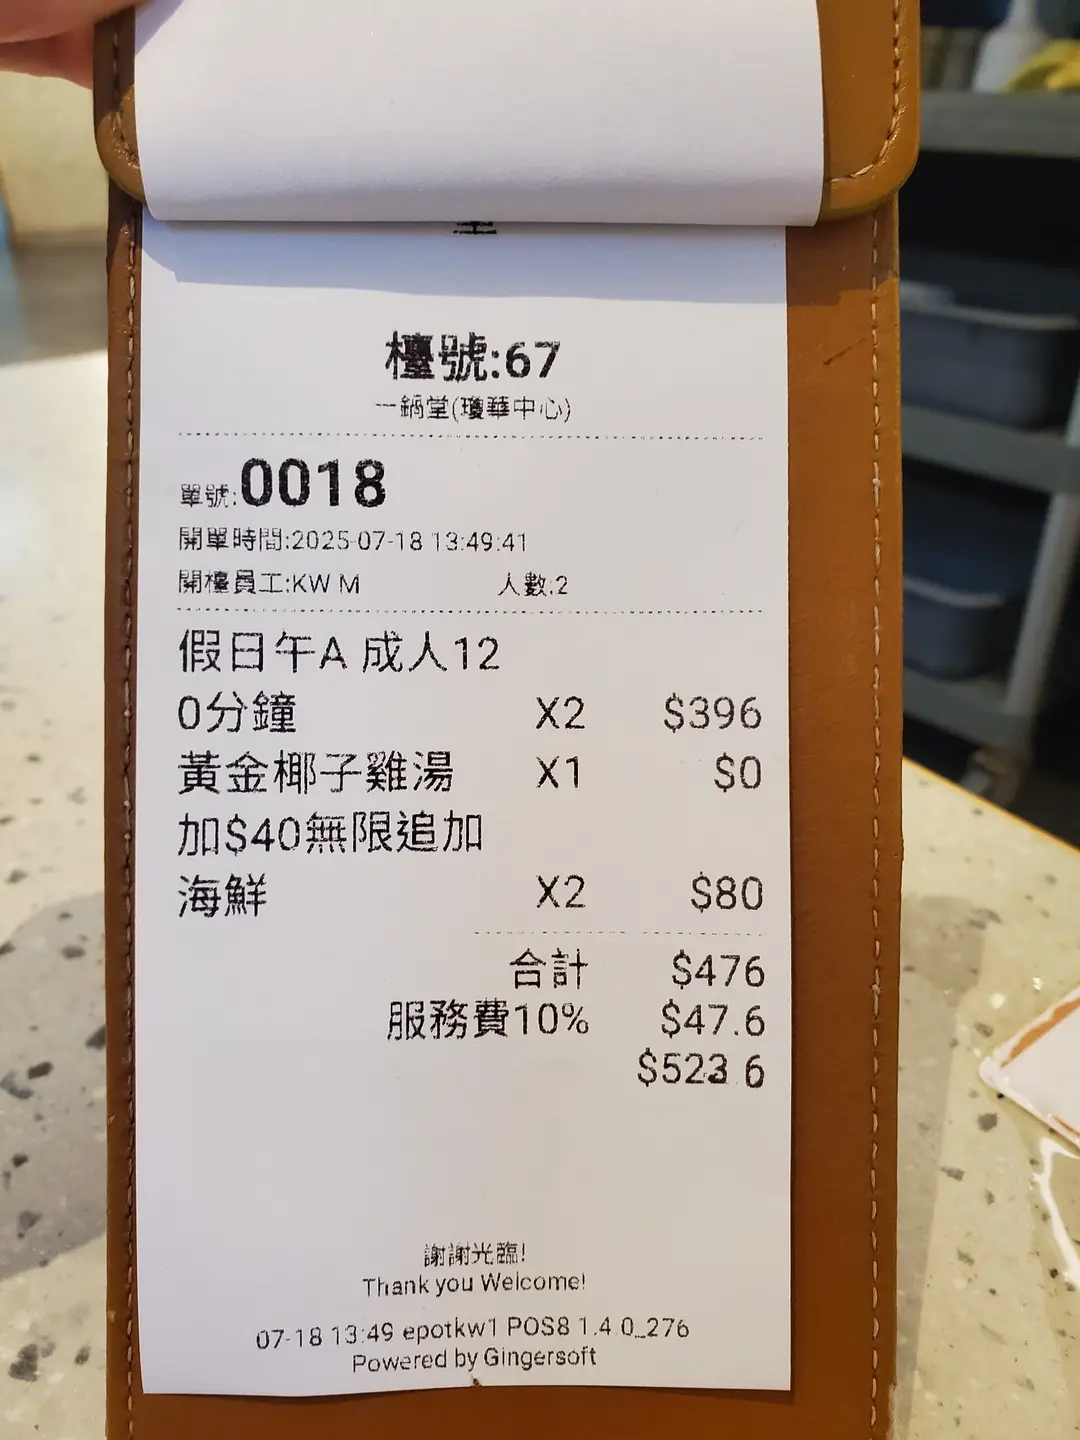 檯號:67
一鍋堂(瓊華中心)
單號:0018
開單時間:2025-07-18 13:49:41
開檯員工:KW M 人數:2
假日午A 成人12
0分鐘 X2 $396
黃金椰子雞湯 X1 $0
加$40無限追加
海鮮 X2 $80
合計 $476
服務費10% $47.6
$523.6
謝謝光臨!
Thank you Welcome!
07-18 13:49 epotkw1 POS8 1.4.0_276
Powered by Gingersoft